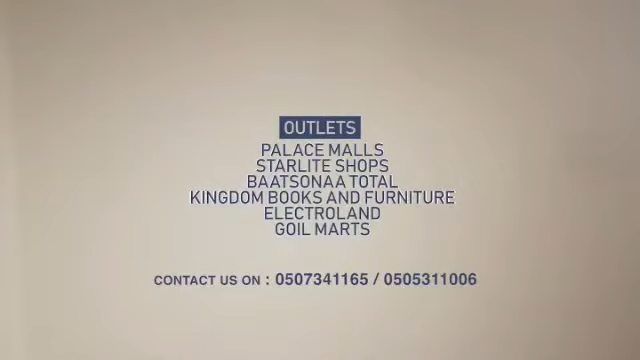 OUTLETS
PALACE MALLS
STARLITE SHOPS
BAATSONAA TOTAL
KINGDOM BOOKS AND FURNITURE
ELECTROLAND
GOIL MARTS
CONTACT US ON : 0507341165 / 0505311006